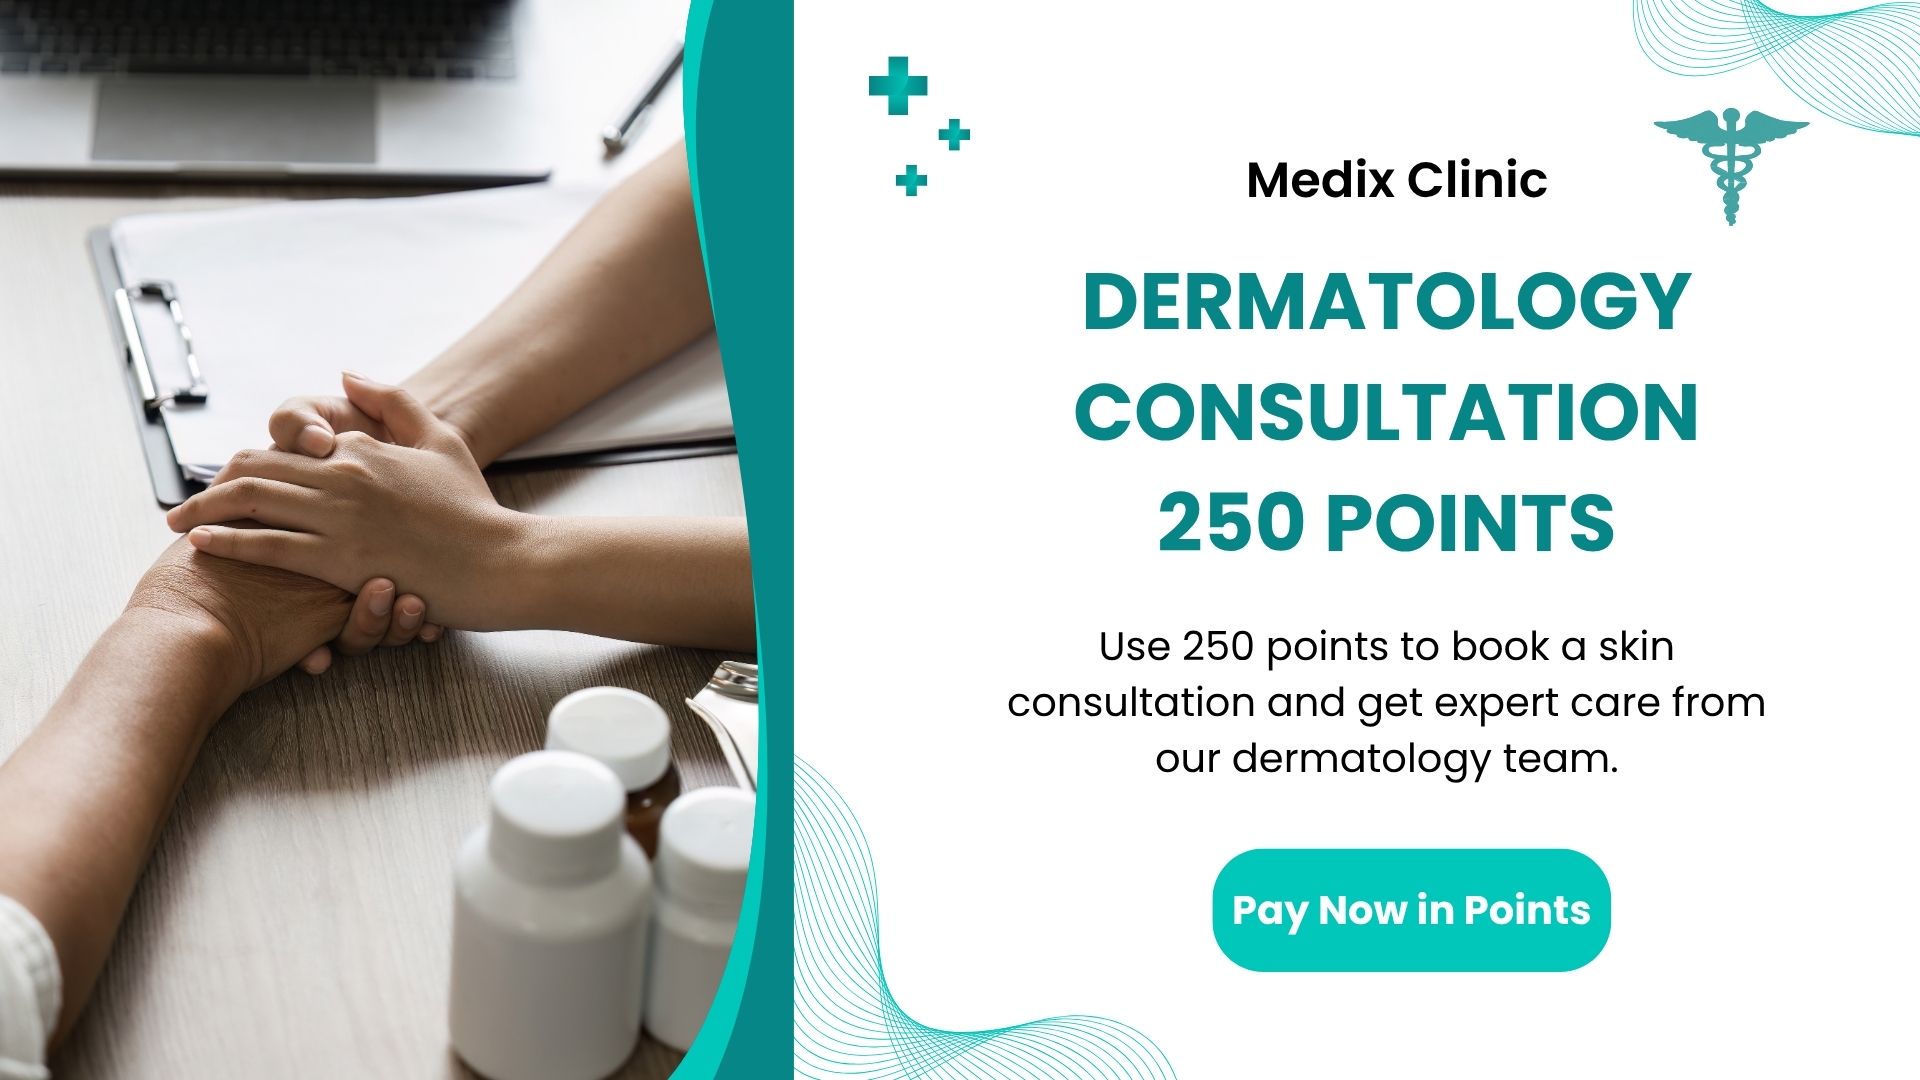 Medix Clinic
DERMATOLOGY
CONSULTATION
250 POINTS
Use 250 points to book a skin
consultation and get expert care from
our dermatology team.
Pay Now in Points